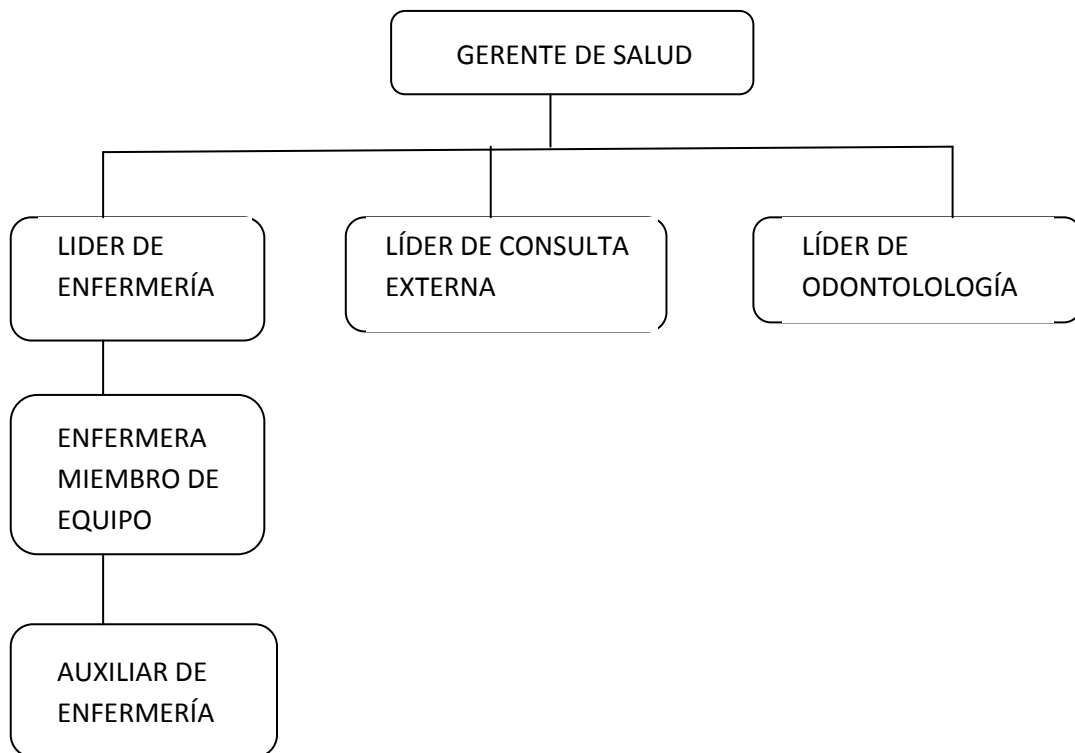 GERENTE DE SALUD
LIDER DE
ENFERMERÍA
LÍDER DE CONSULTA
EXTERNA
LÍDER DE
ODONTOLOLOGÍA
ENFERMERA
MIEMBRO DE
EQUIPO
AUXILIAR DE
ENFERMERÍA